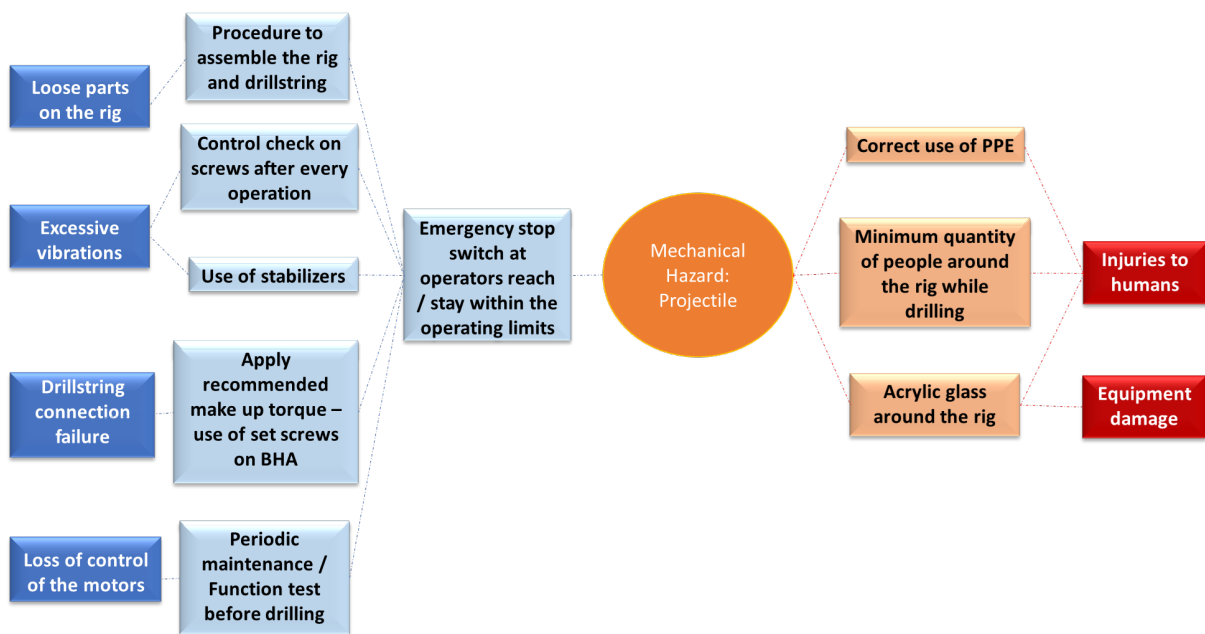 Loose parts
on the rig
Excessive
vibrations
Drillstring
connection
failure
Loss of control
of the motors
Procedure to
assemble the rig
and drillstring
Control check on
screws after every
operation
Use of stabilizers
Apply
recommended
make up torque –
use of set screws
on BHA
Periodic
maintenance /
Function test
before drilling
Emergency stop
switch at
operators reach
/ stay within the
operating limits
Mechanical
Hazard:
Projectile
Correct use of PPE
Minimum quantity
of people around
the rig while
drilling
Acrylic glass
around the rig
Injuries to
humans
Equipment
damage